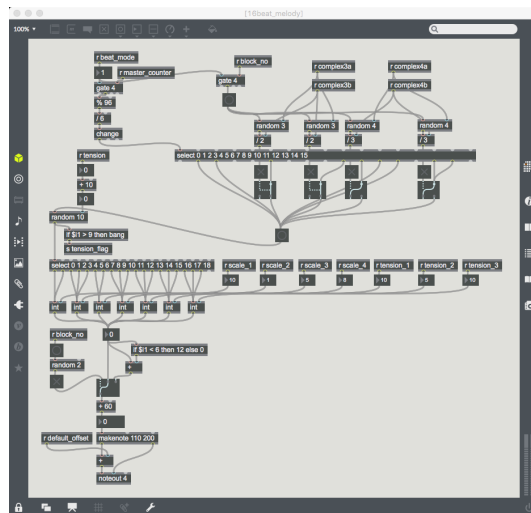 [16beat_melody]
100%
r beat_mode
1
r master_counter
r block_no
r complex3a
r complex4a
gate 4
gate 4
r complex3b
r complex4b
% 96
/ 6
random 3
random 3
random 4
random 4
change
/ 2
/ 2
/ 3
/ 3
r tension
select 0 1 2 3 4 5 6 7 8 9 10 11 12 13 14 15
0
+ 10
0
random 10
if $i1 > 9 then bang
s tension_flag
select 0 1 2 3 4 5 6 7 8 9 10 11 12 13 14 15 16 17 18
r scale_1
r scale_2
r scale_3
r scale_4
r tension_1
r tension_2
r tension_3
10
1
5
8
10
5
5
int
int
int
int
int
int
int
r block_no
0
random 2
if $i1 < 6 then 12 else 0
+
+ 60
0
r default_offset
makenote 110 200
+
noteout 4